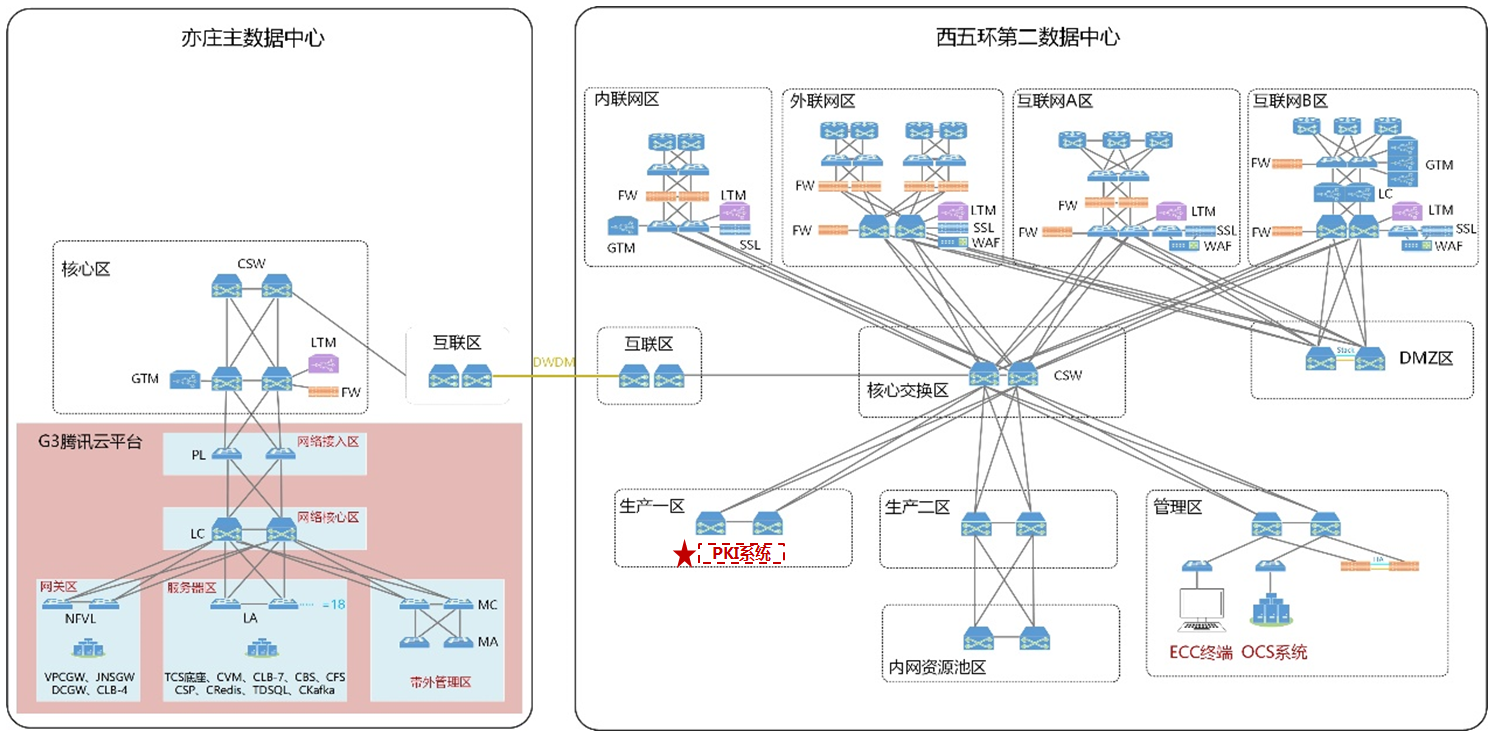 亦庄主数据中心
核心区
CSW
LTM
GTM
FW
互联区
DWDM
G3腾讯云平台
网络接入区
PL
网络核心区
LC
网关区
NFVL
VPCGW、JNSGW
DCGW、CLB-4
服务器区
=18
LA
TCS底座、CVM、CLB-7、CBS、CFS
CSP、CRedis、TDSQL、CKafka
MC
MA
带外管理区
西五环第二数据中心
内联网区
FW
LTM
GTM
SSL
外联网区
FW
LTM
FW
SSL
WAF
互联网A区
FW
LTM
FW
SSL
WAF
互联网B区
FW
GTM
LC
LTM
FW
SSL
WAF
互联区
核心交换区
CSW
Stack
DMZ区
生产一区
PKI系统
生产二区
内网资源池区
管理区
HA
ECC终端
OCS系统